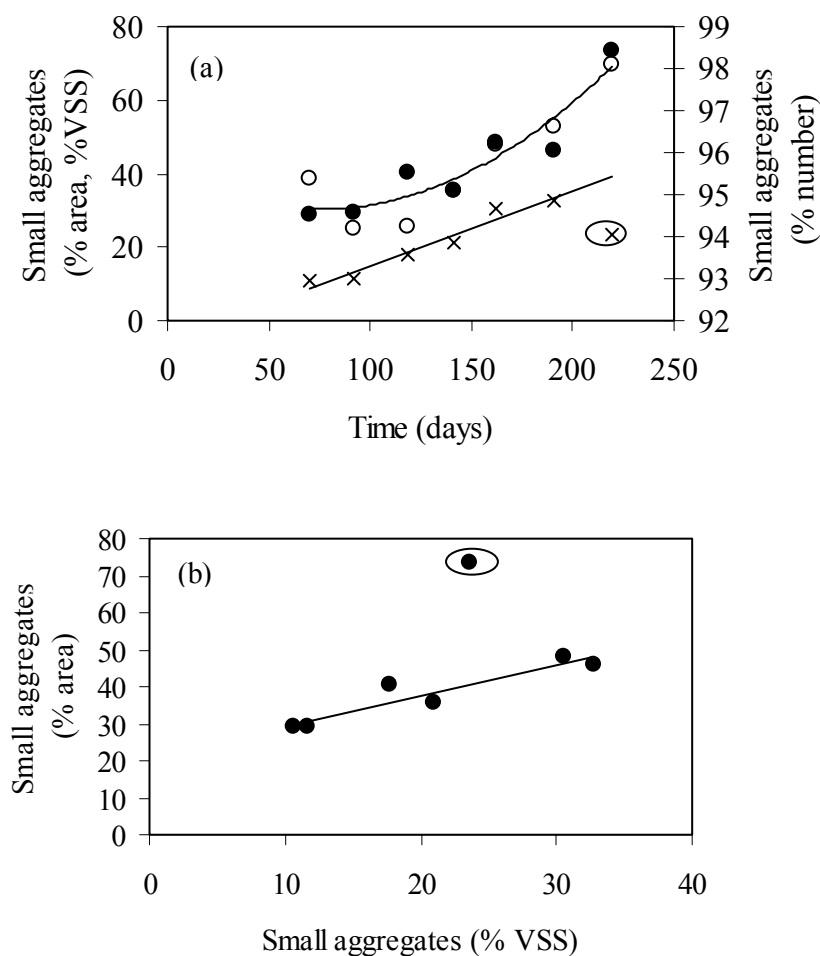 (a)
Small aggregates
(% area, %VSS)
80
60
40
20
0
99
98
97
96
95
94
93
92
Small aggregates
(% number)
0 50 100 150 200 250
Time (days)
(b)
Small aggregates
(% area)
80
70
60
50
40
30
20
10
0
0 10 20 30 40
Small aggregates (% VSS)